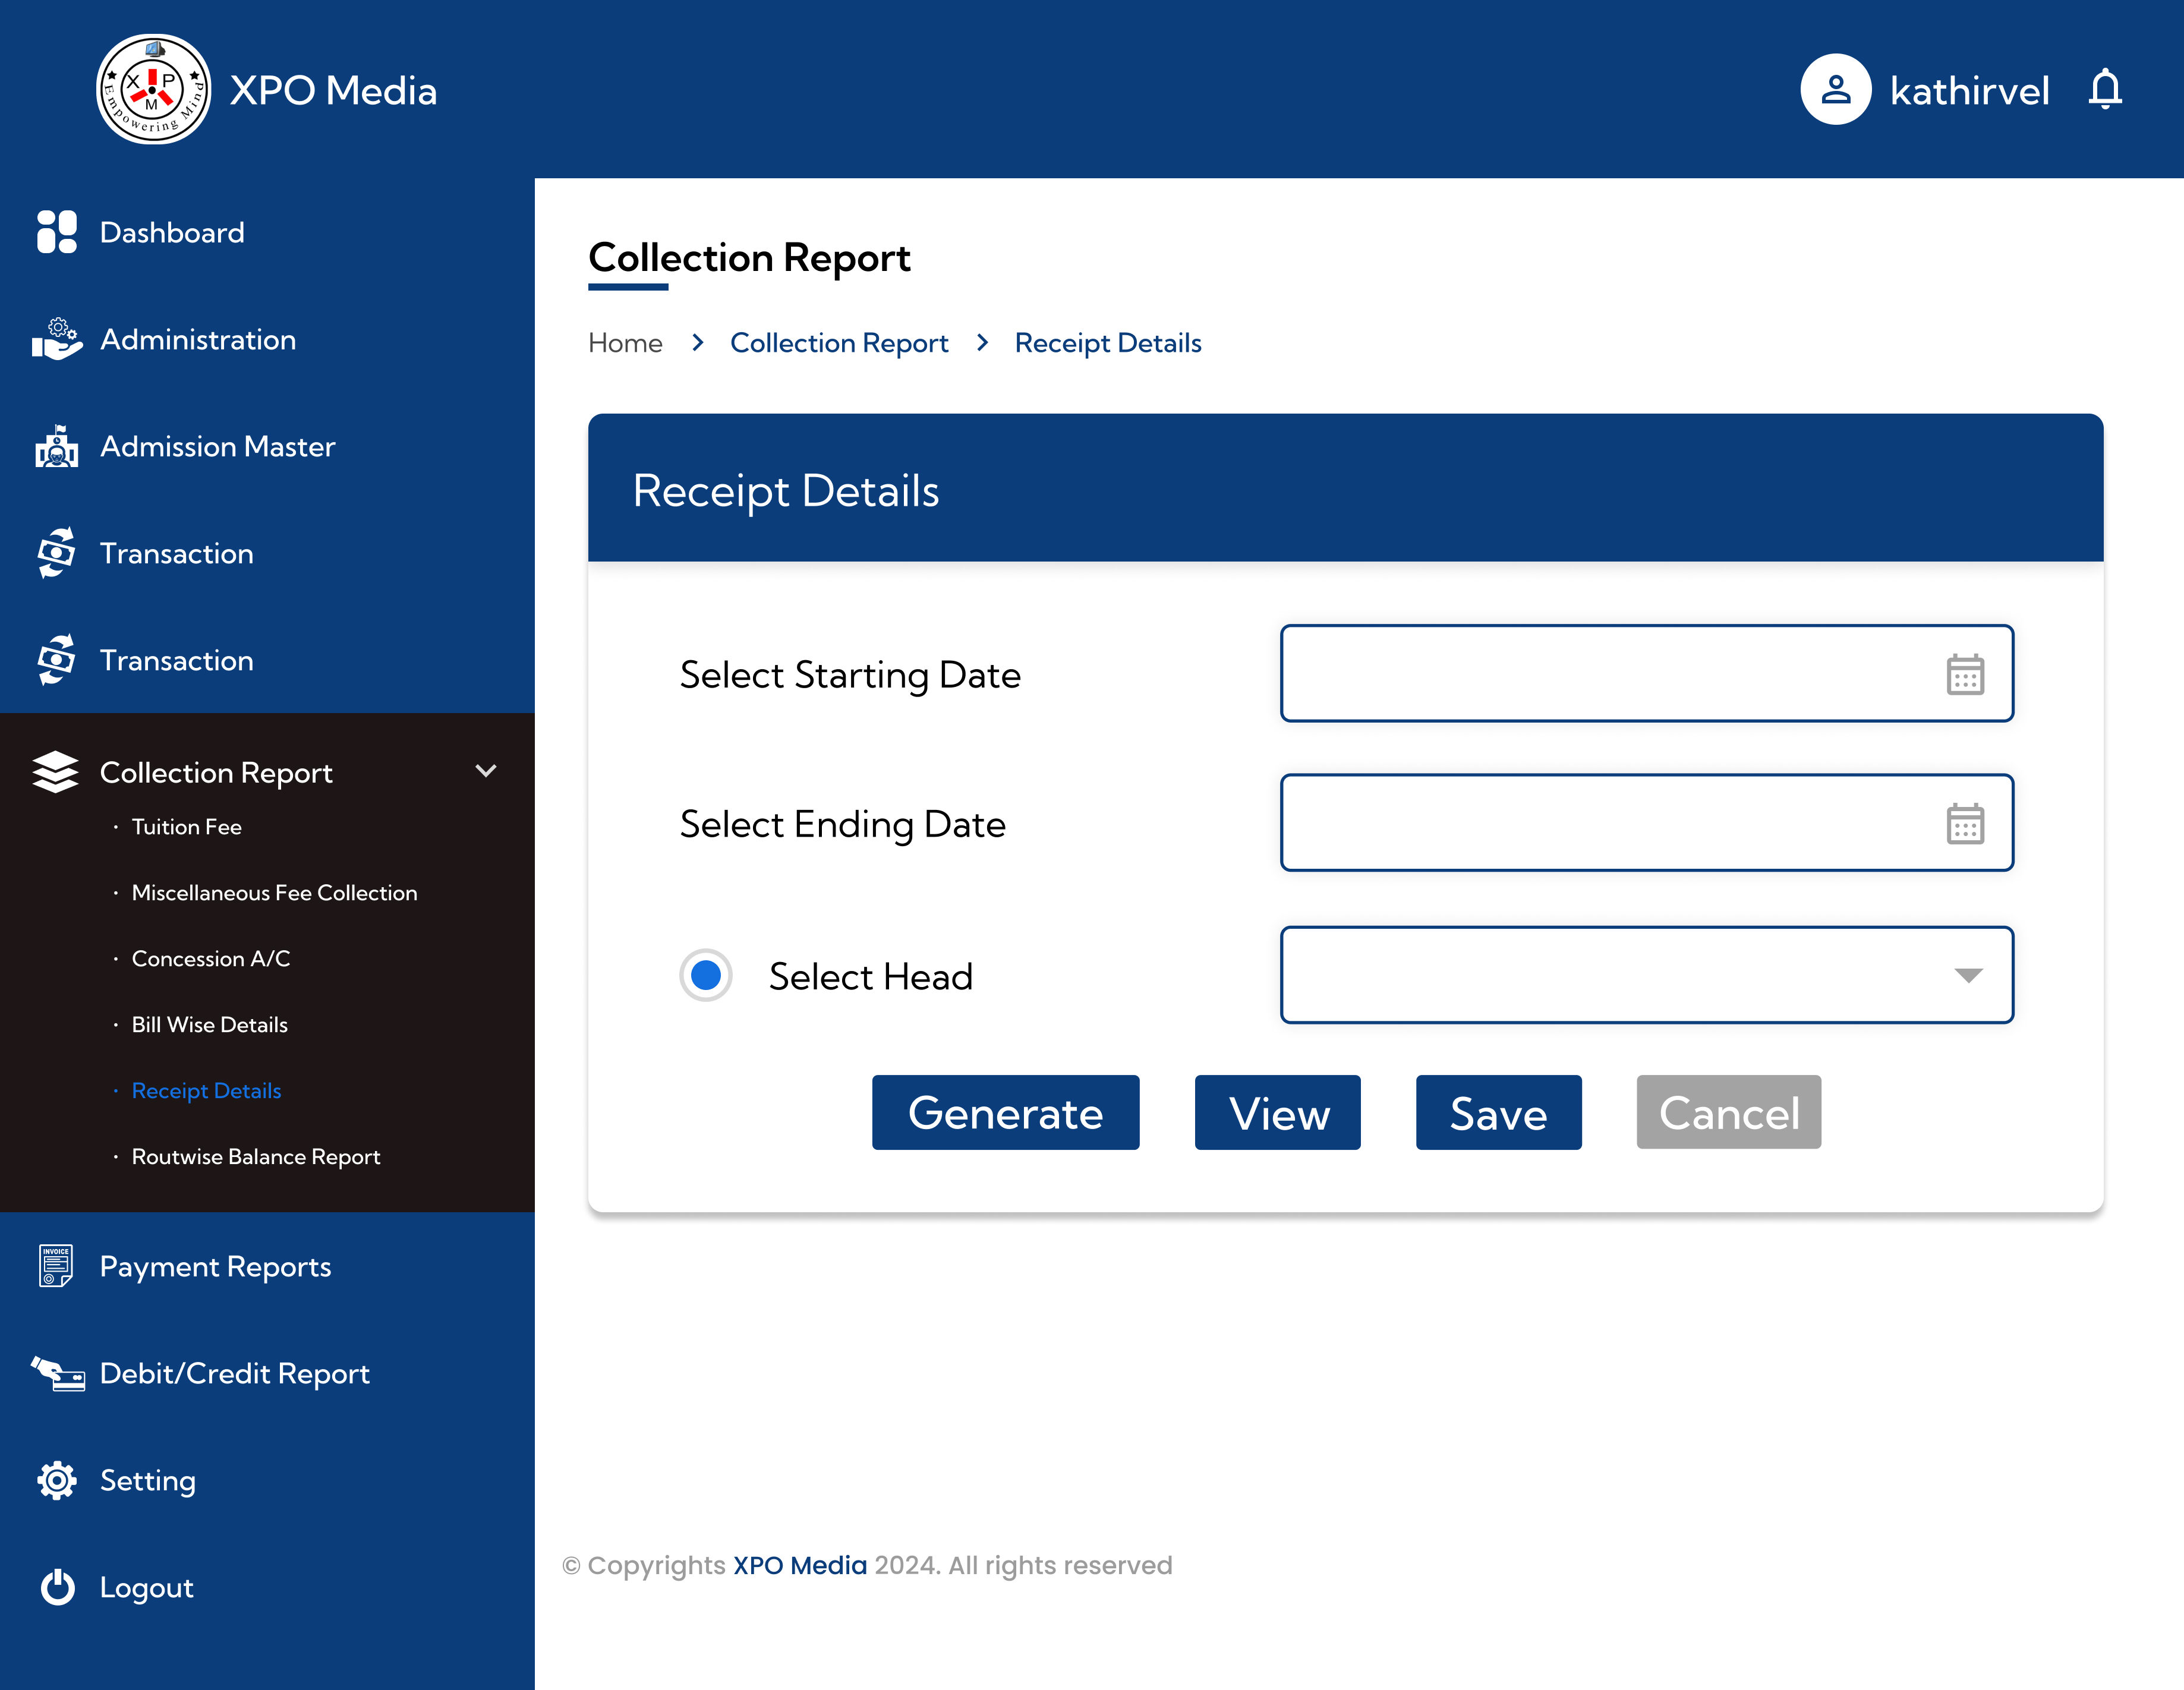 X P M
Empowering Mind
XPO Media
kathirvel
Dashboard
Administration
Admission Master
Transaction
Transaction
Collection Report
· Tuition Fee
· Miscellaneous Fee Collection
· Concession A/C
· Bill Wise Details
· Receipt Details
· Routwise Balance Report
INVOICE
Payment Reports
Debit/Credit Report
Setting
Logout
Collection Report
Home > Collection Report > Receipt Details
Receipt Details
Select Starting Date
Select Ending Date
Select Head
Generate View Save Cancel
© Copyrights XPO Media 2024. All rights reserved